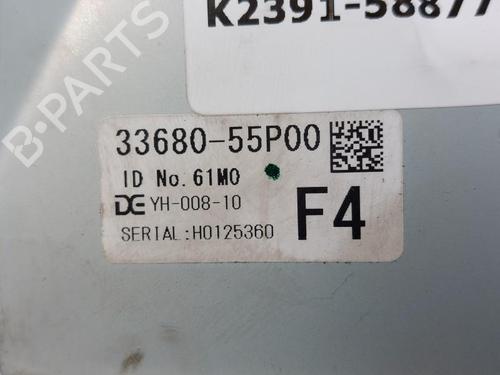 K2391-58877
B-PARTS
33680-55P00
ID No. 61M0
DE YH-008-10
F4
SERIAL:H0125360